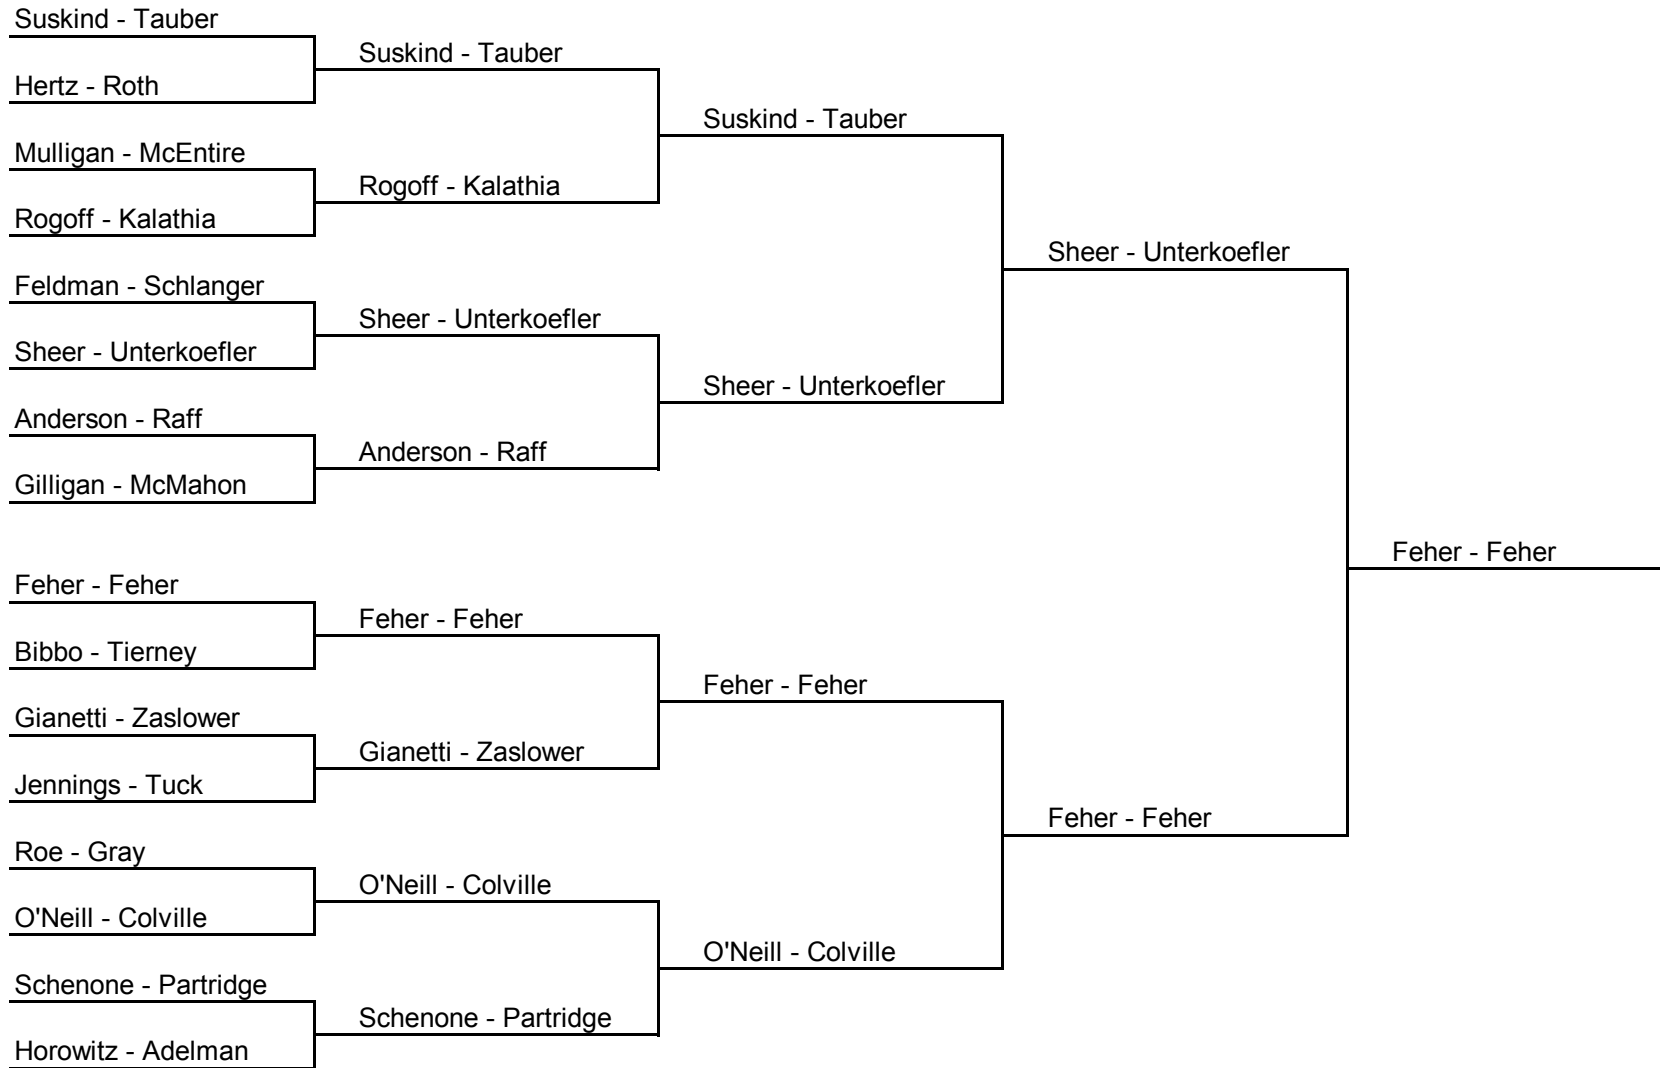 Suskind - Tauber
Hertz - Roth
Mulligan - McEntire
Rogoff - Kalathia
Feldman - Schlanger
Sheer - Unterkoefler
Anderson - Raff
Gilligan - McMahon
Feher - Feher
Bibbo - Tierney
Gianetti - Zaslower
Jennings - Tuck
Roe - Gray
O'Neill - Colville
Schenone - Partridge
Horowitz - Adelman
Suskind - Tauber
Rogoff - Kalathia
Sheer - Unterkoefler
Anderson - Raff
Feher - Feher
Gianetti - Zaslower
O'Neill - Colville
Schenone - Partridge
Suskind - Tauber
Sheer - Unterkoefler
Feher - Feher
O'Neill - Colville
Sheer - Unterkoefler
Feher - Feher
Feher - Feher